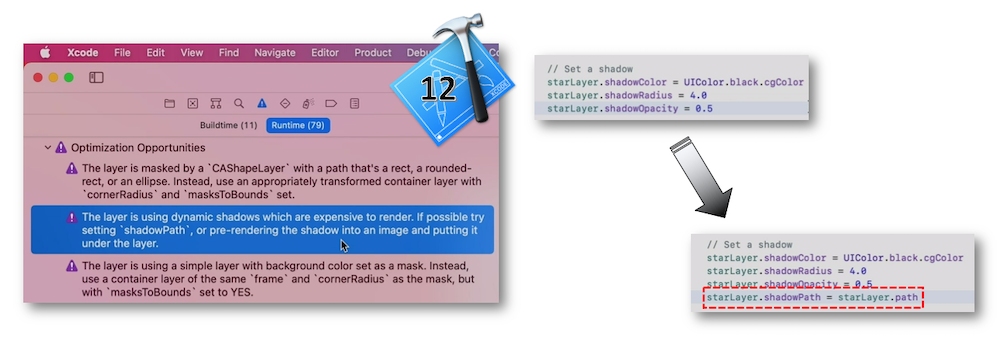 Xcode File Edit View Find Navigate Editor Product Debu
12
XCODE
Buildtime (11) Runtime (79)
Optimization Opportunities
The layer is masked by a `CAShapeLayer` with a path that's a rect, a rounded-
rect, or an ellipse. Instead, use an appropriately transformed container layer with
`cornerRadius` and `masksToBounds` set.
The layer is using dynamic shadows which are expensive to render. If possible try
setting `shadowPath`, or pre-rendering the shadow into an image and putting it
under the layer.
The layer is using a simple layer with background color set as a mask. Instead,
use a container layer of the same `frame` and `cornerRadius` as the mask, but
with `masksToBounds` set to YES.
// Set a shadow
starLayer.shadowColor = UIColor.black.cgColor
starLayer.shadowRadius = 4.0
starLayer.shadowOpacity = 0.5
// Set a shadow
starLayer.shadowColor = UIColor.black.cgColor
starLayer.shadowRadius = 4.0
starLayer.shadowOpacity = 0.5
starLayer.shadowPath = starLayer.path